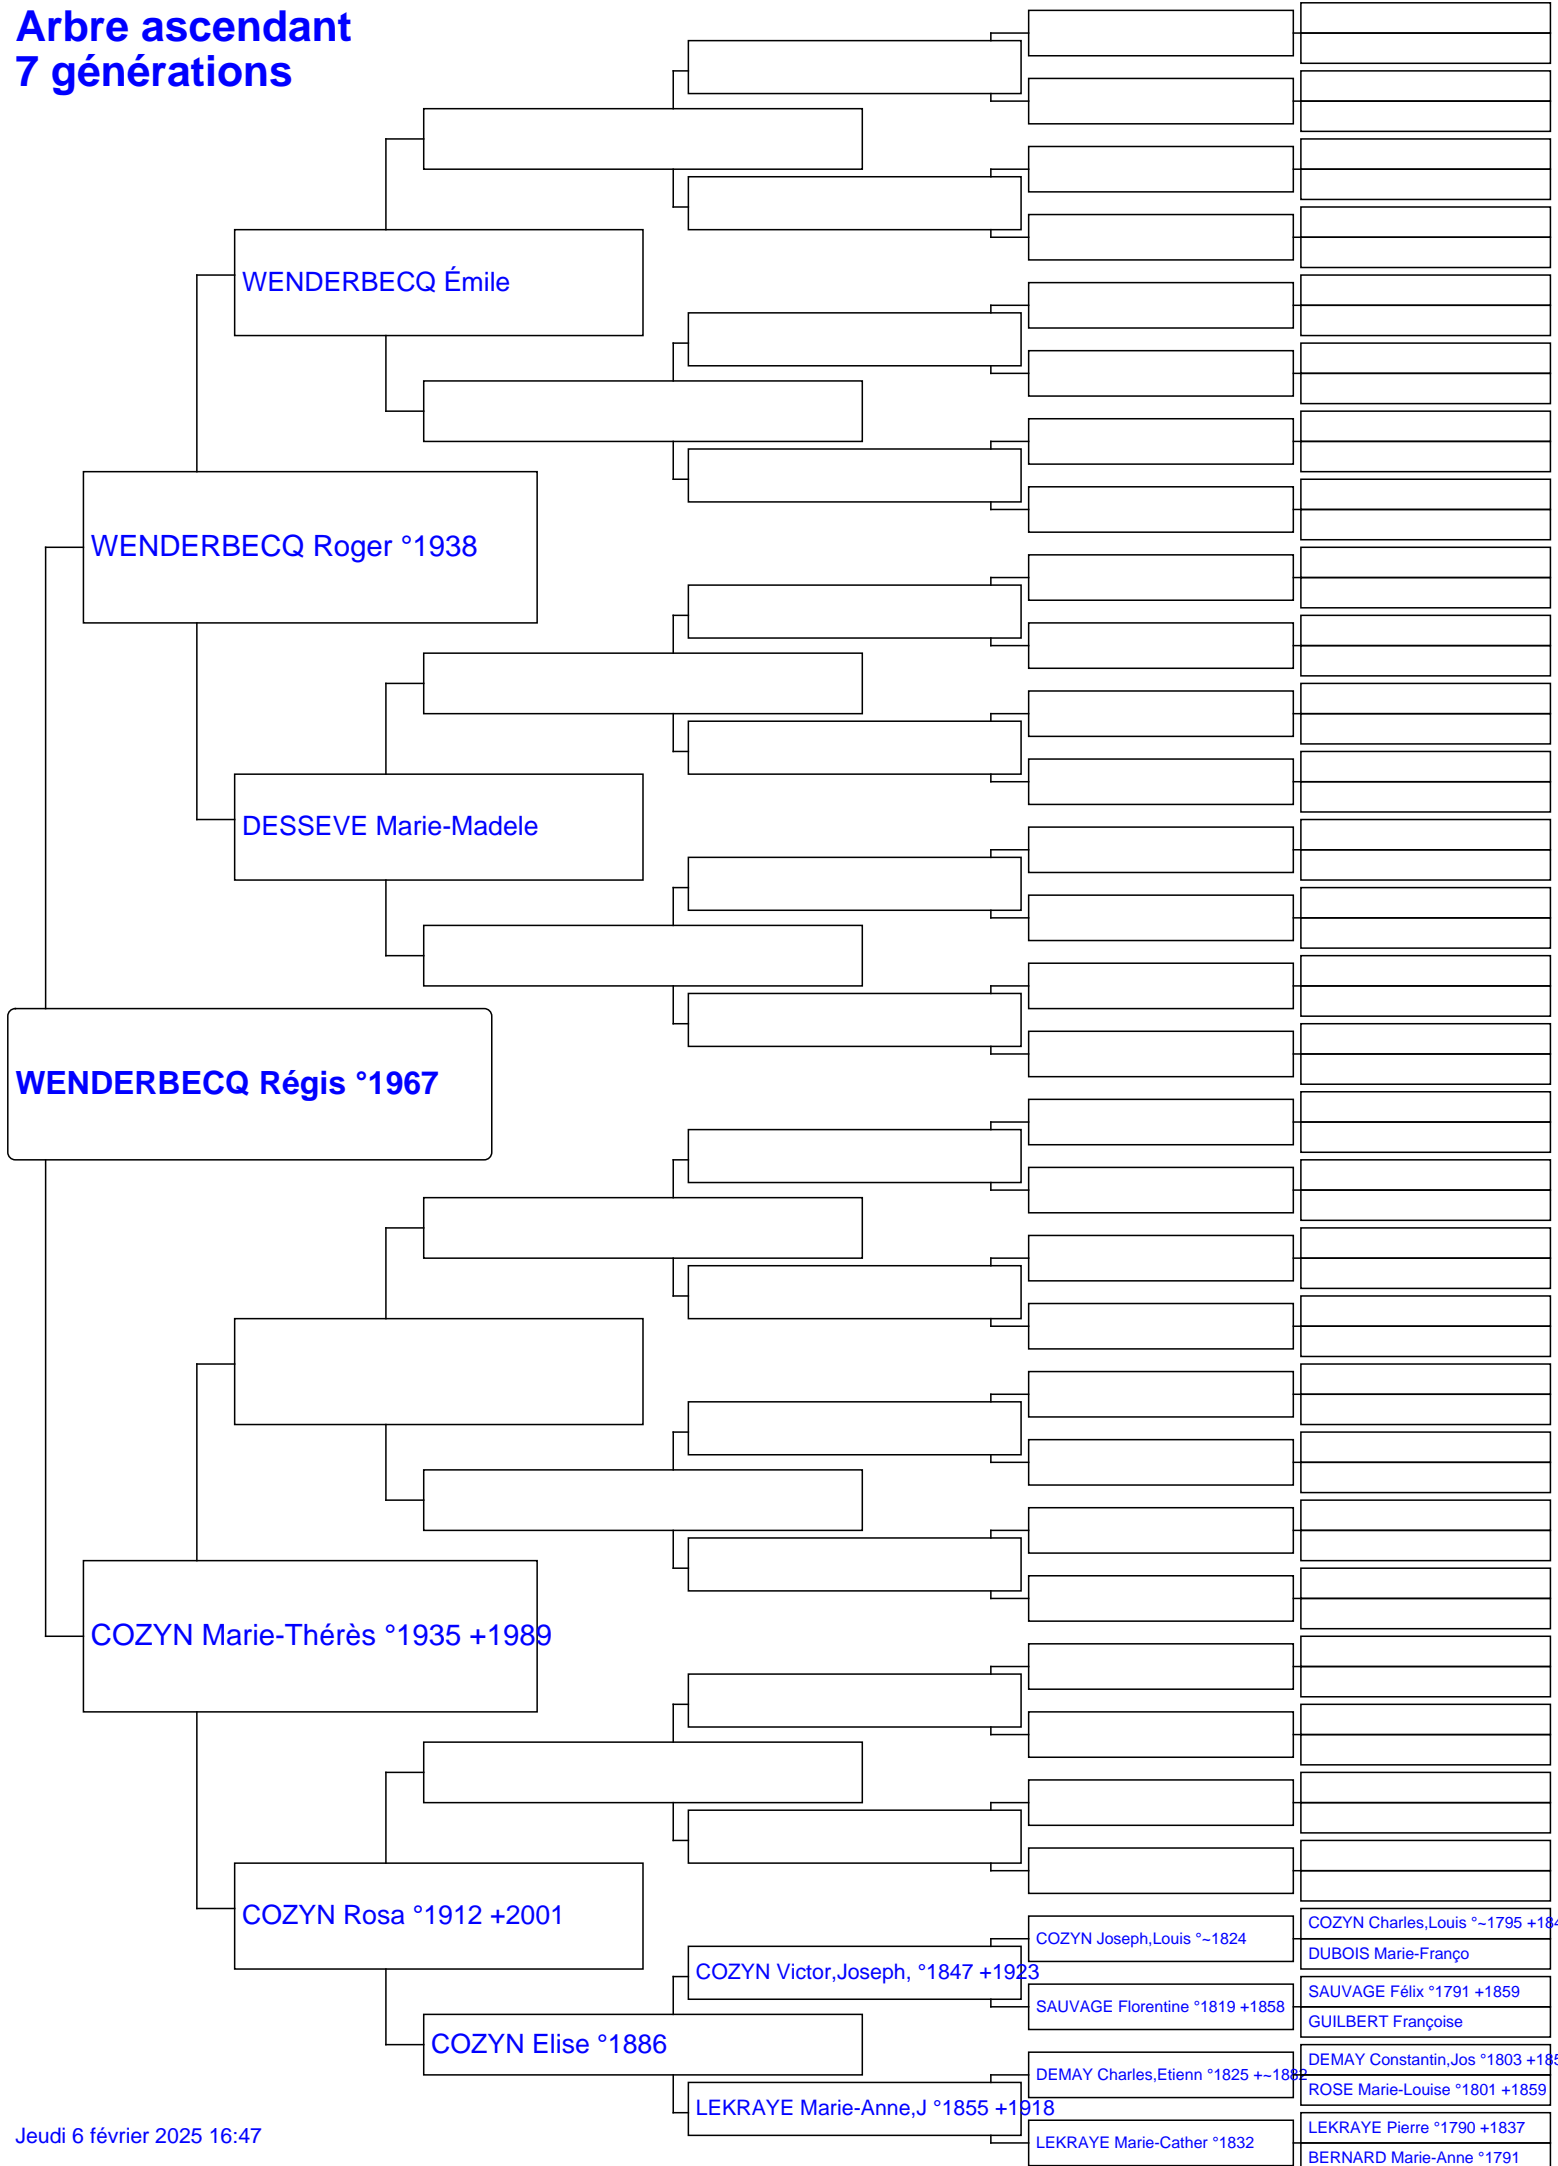 Arbre ascendant
7 générations
WENDERBECQ Émile
WENDERBECQ Roger °1938
DESSEVE Marie-Madele
WENDERBECQ Régis °1967
COZYN Marie-Thérès °1935 +1989
COZYN Rosa °1912 +2001
COZYN Elise °1886
COZYN Victor,Joseph, °1847 +1923
LEKRAYE Marie-Anne,J °1855 +1918
COZYN Joseph,Louis °~1824
SAUVAGE Florentine °1819 +1858
DEMAY Charles,Etienn °1825 +~1882
LEKRAYE Marie-Cather °1832
COZYN Charles,Louis °~1795
DUBOIS Marie-Franço
SAUVAGE Félix °1791 +1859
GUILBERT Françoise
DEMAY Constantin,Jos °1803
ROSE Marie-Louise °1801 +1859
LEKRAYE Pierre °1790 +1837
BERNARD Marie-Anne °1791
Jeudi 6 février 2025 16:47